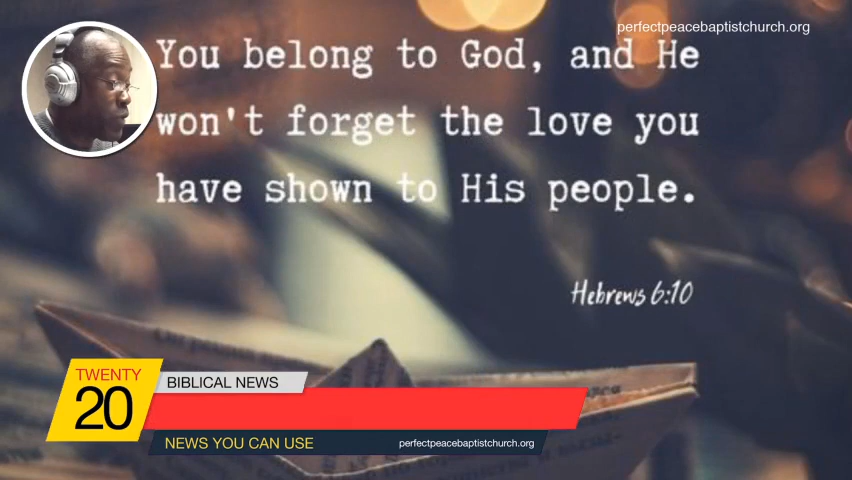 perfectpeacebaptistchurch.org
You belong to God, and He
won't forget the love you
have shown to His people.
Hebrews 6:10
TWENTY
20
BIBLICAL NEWS
NEWS YOU CAN USE
perfectpeacebaptistchurch.org